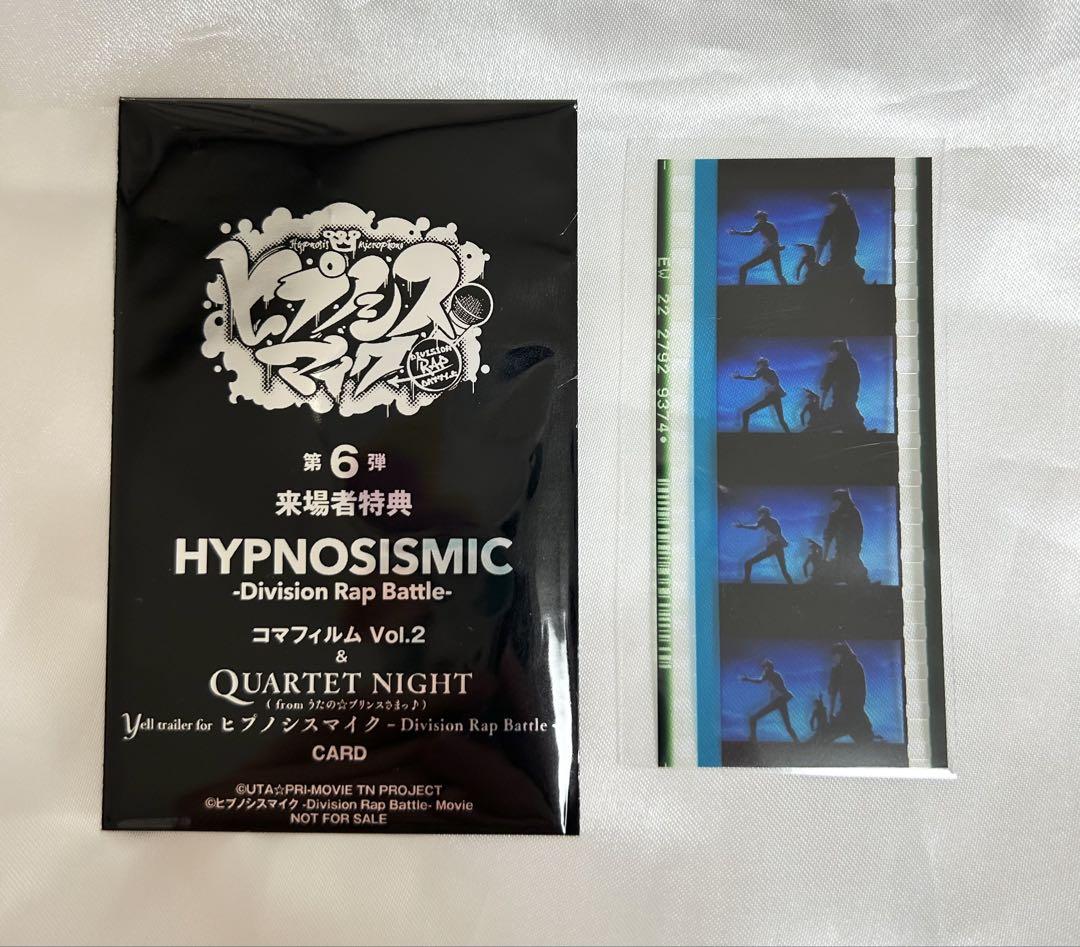 Hypnosis Microphone
ヒプノシス
マイク
DIVISION
RAP
BATTLE
第6弾
来場者特典
HYPNOSISMIC
-Division Rap Battle-
コマフィルム Vol.2
&
QUARTET NIGHT
(from うたの☆プリンスさまっ♪)
Yell trailer for ヒプノシスマイク -Division Rap Battle-
CARD
©UTA☆PRI-MOVIE TN PROJECT
©ヒプノシスマイク -Division Rap Battle- Movie
NOT FOR SALE
EW 22 2792 9374